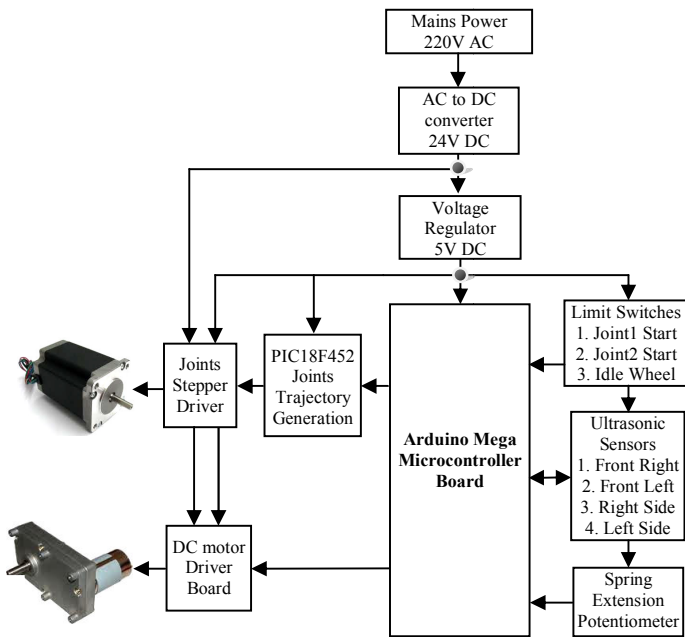 Mains Power
220V AC
AC to DC
converter
24V DC
Voltage
Regulator
5V DC
Joints
Stepper
Driver
PIC18F452
Joints
Trajectory
Generation
Arduino Mega
Microcontroller
Board
Limit Switches
1. Joint1 Start
2. Joint2 Start
3. Idle Wheel
Ultrasonic
Sensors
1. Front Right
2. Front Left
3. Right Side
4. Left Side
DC motor
Driver
Board
Spring
Extension
Potentiometer